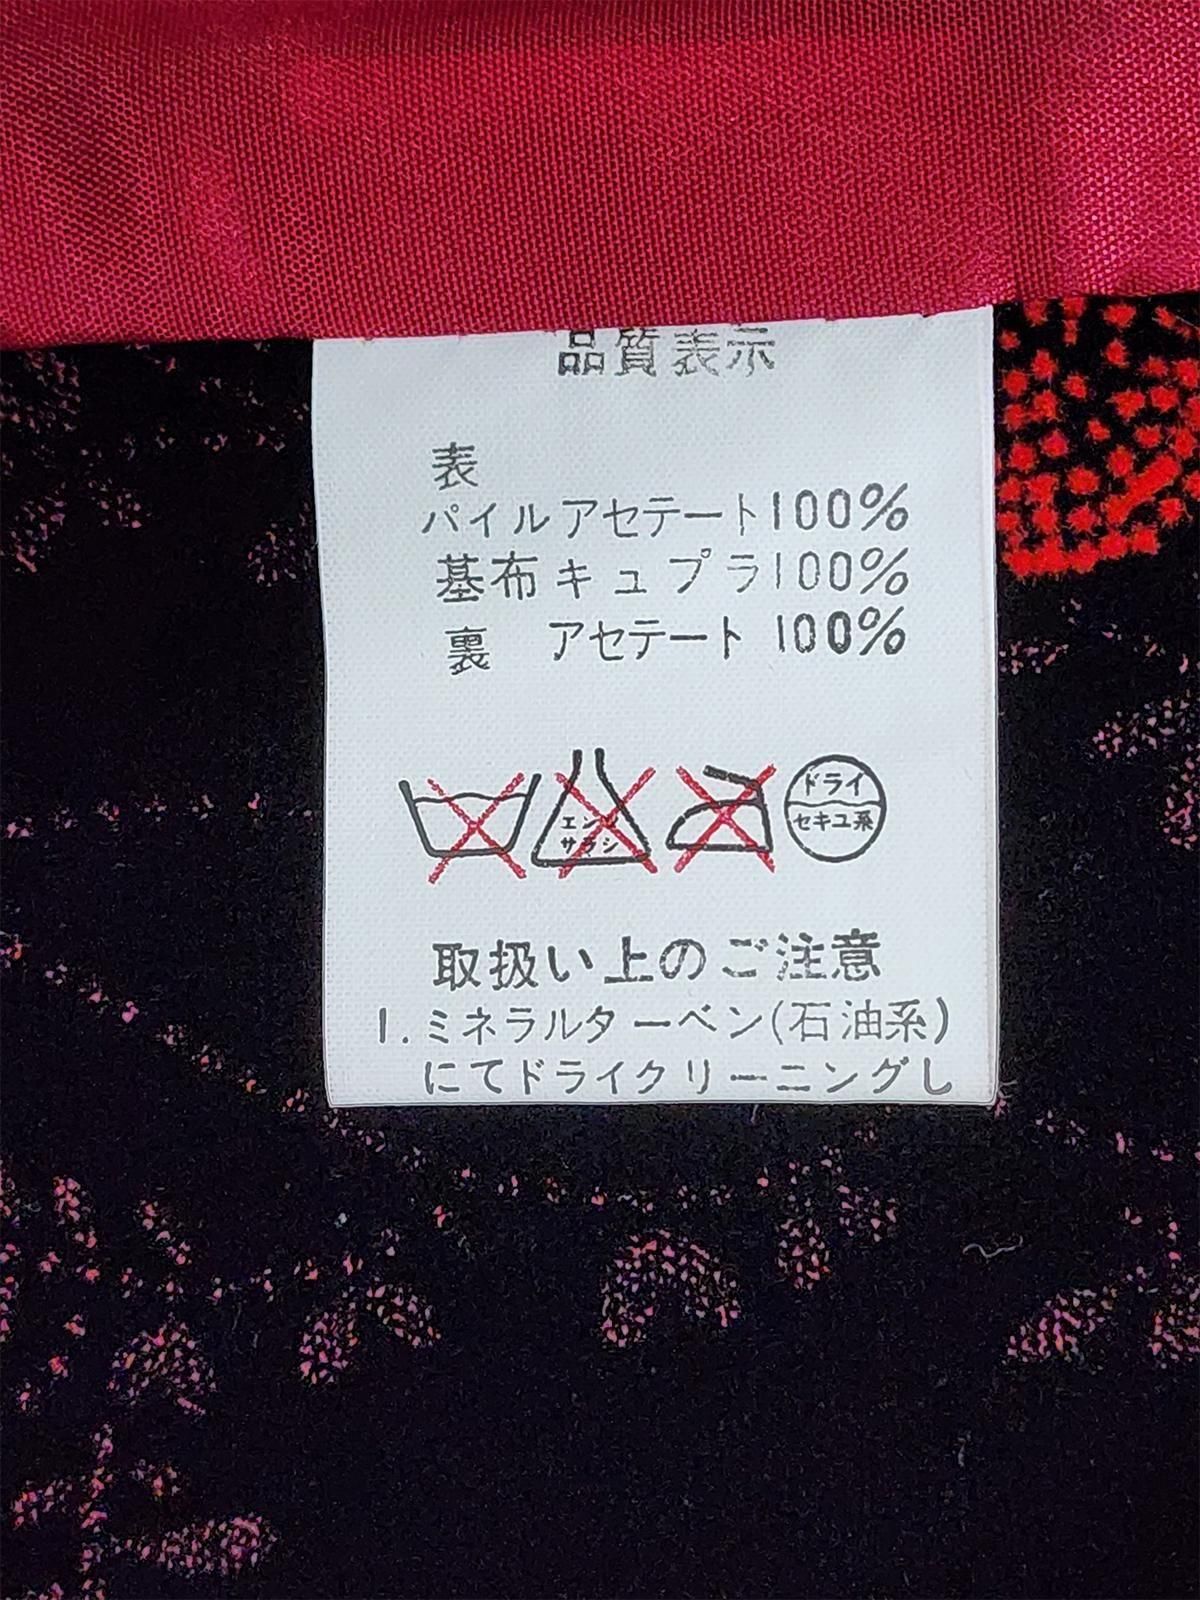 品質表示
表
パイルアセテート100%
基布キュプラ100%
裏 アセテート 100%
エンソ
サラシ
ドライ
セキユ系
取扱い上のご注意
1.ミネラルターペン(石油系)
にてドライクリーニングし